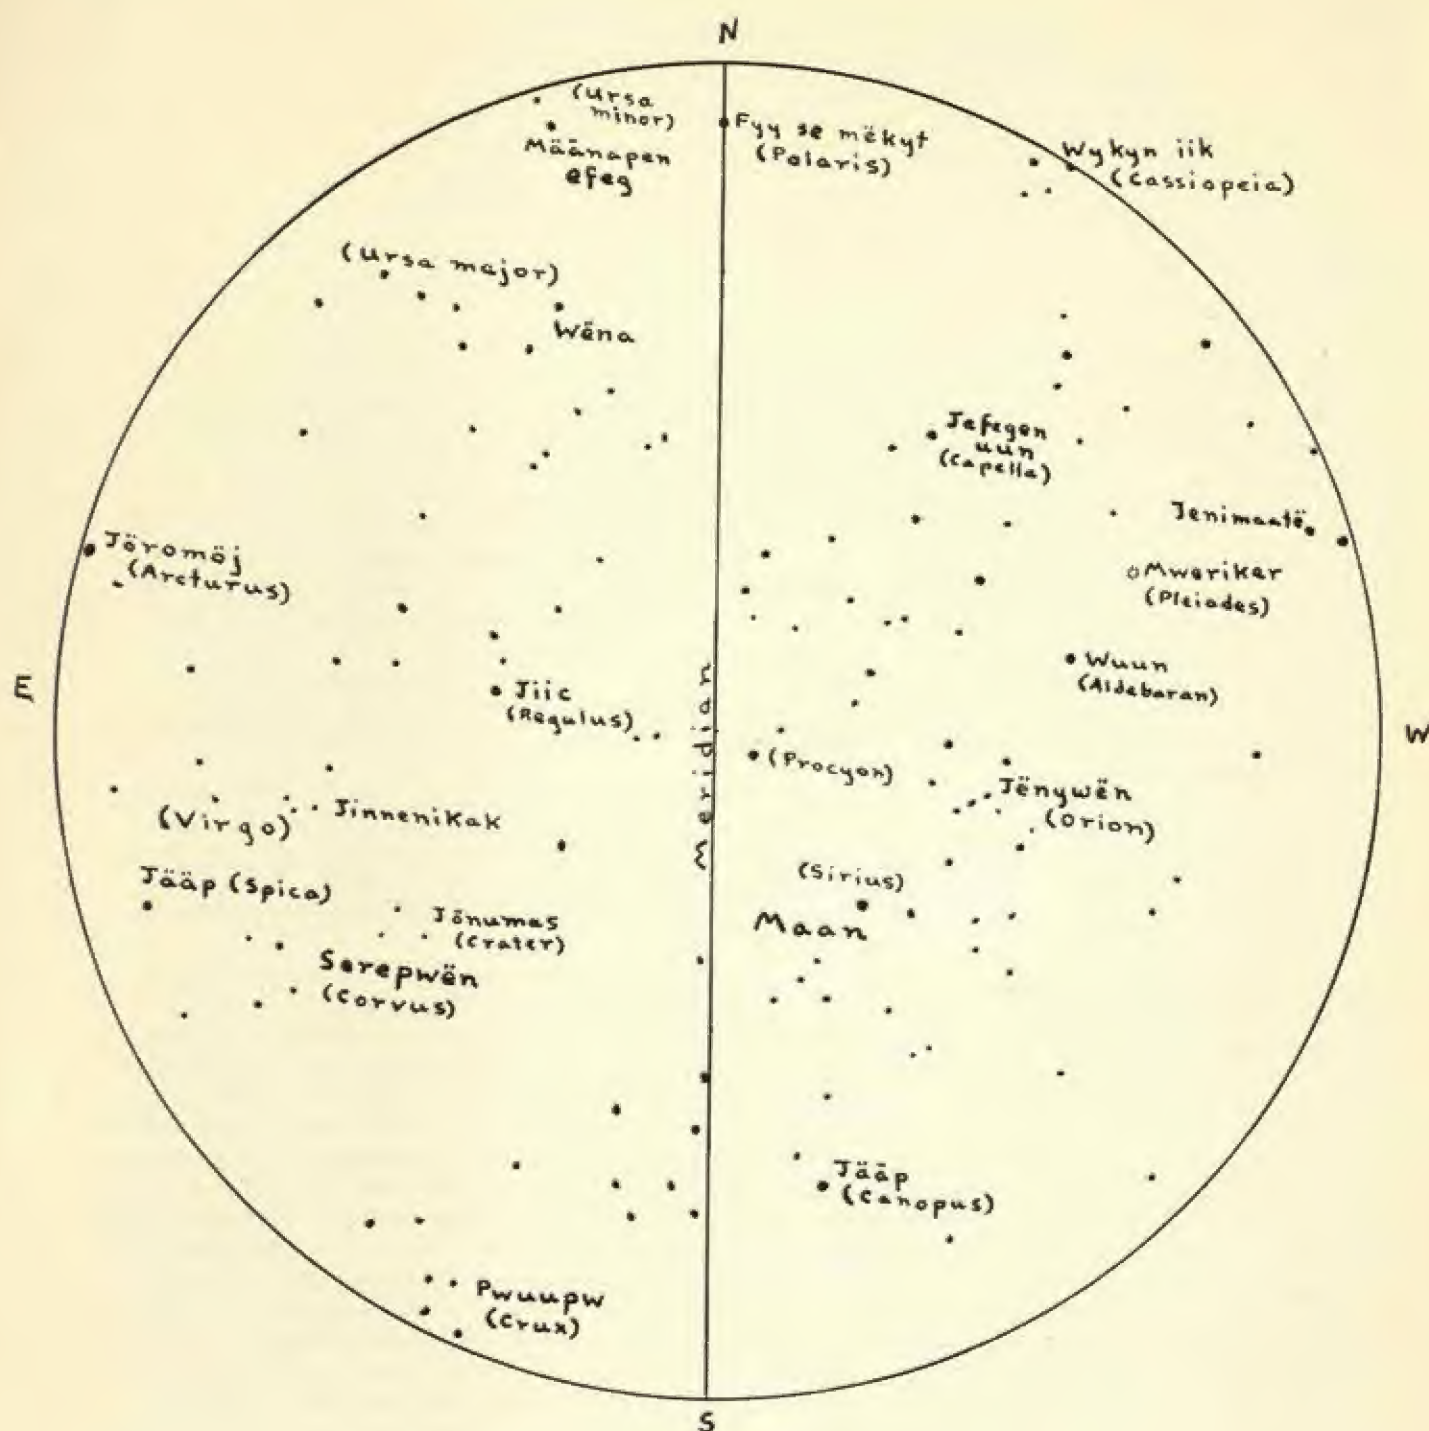 N
(Ursa
minor)
Määnapen
efeg
Fyy se mëkyt
(Polaris)
Wykyn iik
(Cassiopeia)
(Ursa major)
Wëna
Jefegen
uun
(Capella)
Jenimaatë
Jöromöj
(Arcturus)
Mweriker
(Pleiades)
E
Wuun
(Aldebaran)
Jiic
(Regulus)
Meridian
W
(Procyon)
Jënywën
(Orion)
(Virgo)
Jinnenikak
(Sirius)
Maan
Jääp (Spica)
Jönumas
(Crater)
Serepwën
(Corvus)
Jääp
(Canopus)
Pwuupw
(Crux)
S